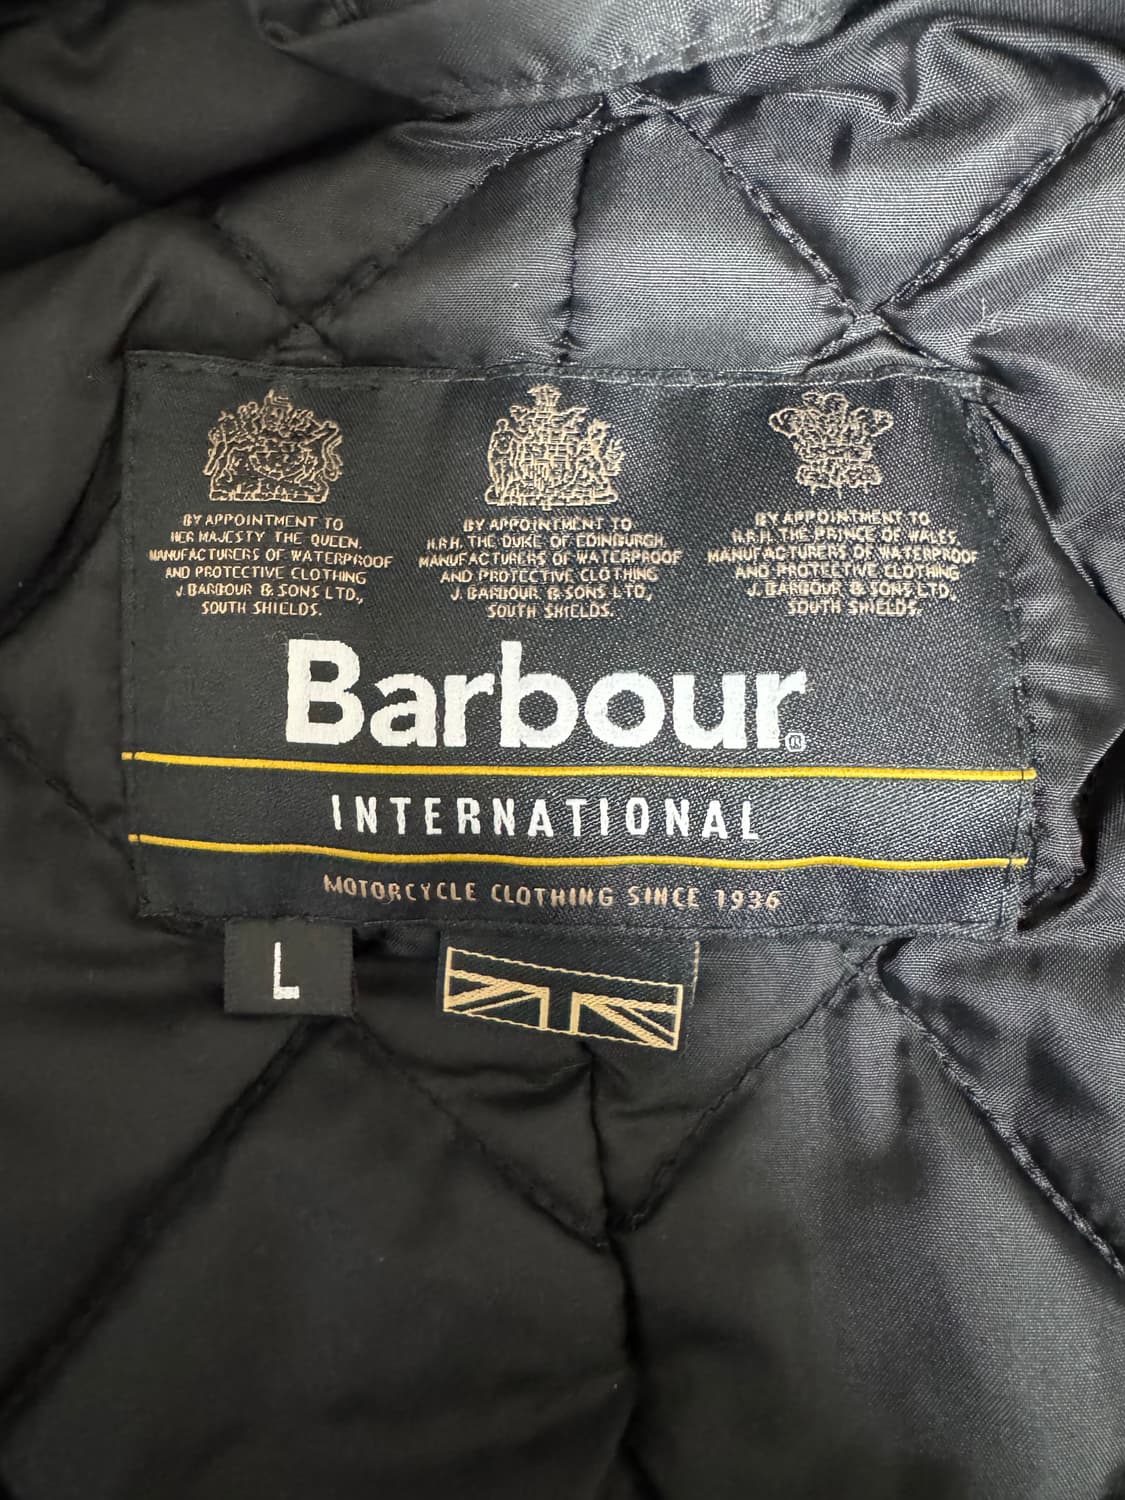 BY APPOINTMENT TO
HER MAJESTY THE QUEEN
MANUFACTURERS OF WATERPROOF
AND PROTECTIVE CLOTHING
J. BARBOUR & SONS LTD.,
SOUTH SHIELDS.
BY APPOINTMENT TO
H.R.H. THE DUKE OF EDINBURGH
MANUFACTURERS OF WATERPROOF
AND PROTECTIVE CLOTHING
J. BARBOUR & SONS LTD.,
SOUTH SHIELDS.
BY APPOINTMENT TO
H.R.H. THE PRINCE OF WALES
MANUFACTURERS OF WATERPROOF
AND PROTECTIVE CLOTHING
J. BARBOUR & SONS LTD.
SOUTH SHIELDS.
Barbour®
INTERNATIONAL
MOTORCYCLE CLOTHING SINCE 1936
L